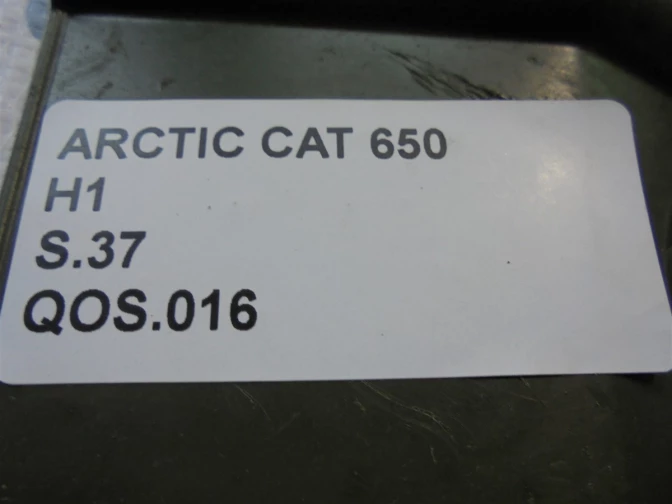 ARCTIC CAT 650
H1
S.37
QOS.016